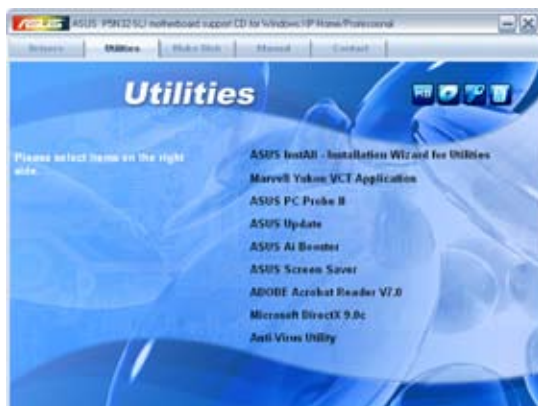 ASUS ASUS P5N32-SLI motherboard support CD for Windows XP Home/Professional
Drivers Utilities Make Disk Manual Contact
Utilities
Please select items on the right side.
ASUS InstAll - Installation Wizard for Utilities
Marvell Yukon VCT Application
ASUS PC Probe II
ASUS Update
ASUS Ai Booster
ASUS Screen Saver
ADOBE Acrobat Reader V7.0
Microsoft DirectX 9.0c
Anti-Virus Utility